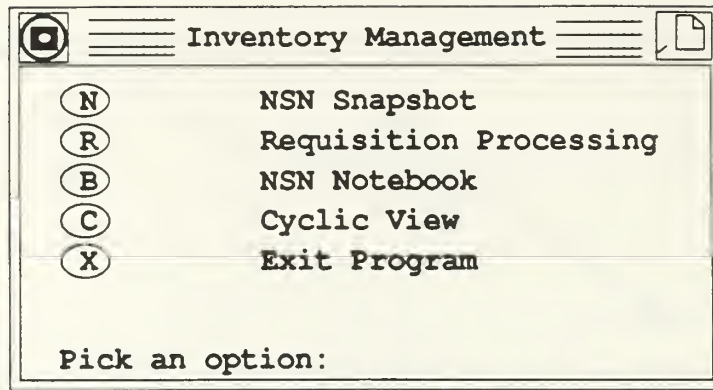 Inventory Management
N NSN Snapshot
R Requisition Processing
B NSN Notebook
C Cyclic View
X Exit Program
Pick an option: